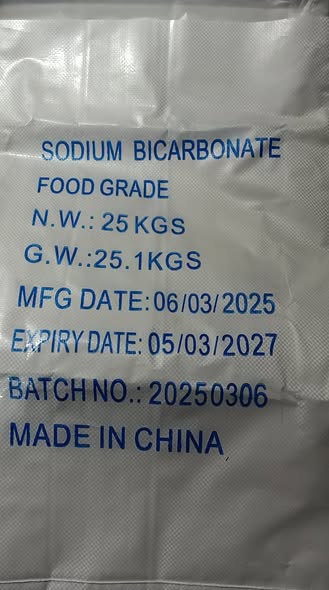 SODIUM BICARBONATE
FOOD GRADE
N.W.: 25 KGS
G.W.:25.1KGS
MFG DATE: 06/03/2025
EXPIRY DATE: 05/03/2027
BATCH NO.: 20250306
MADE IN CHINA